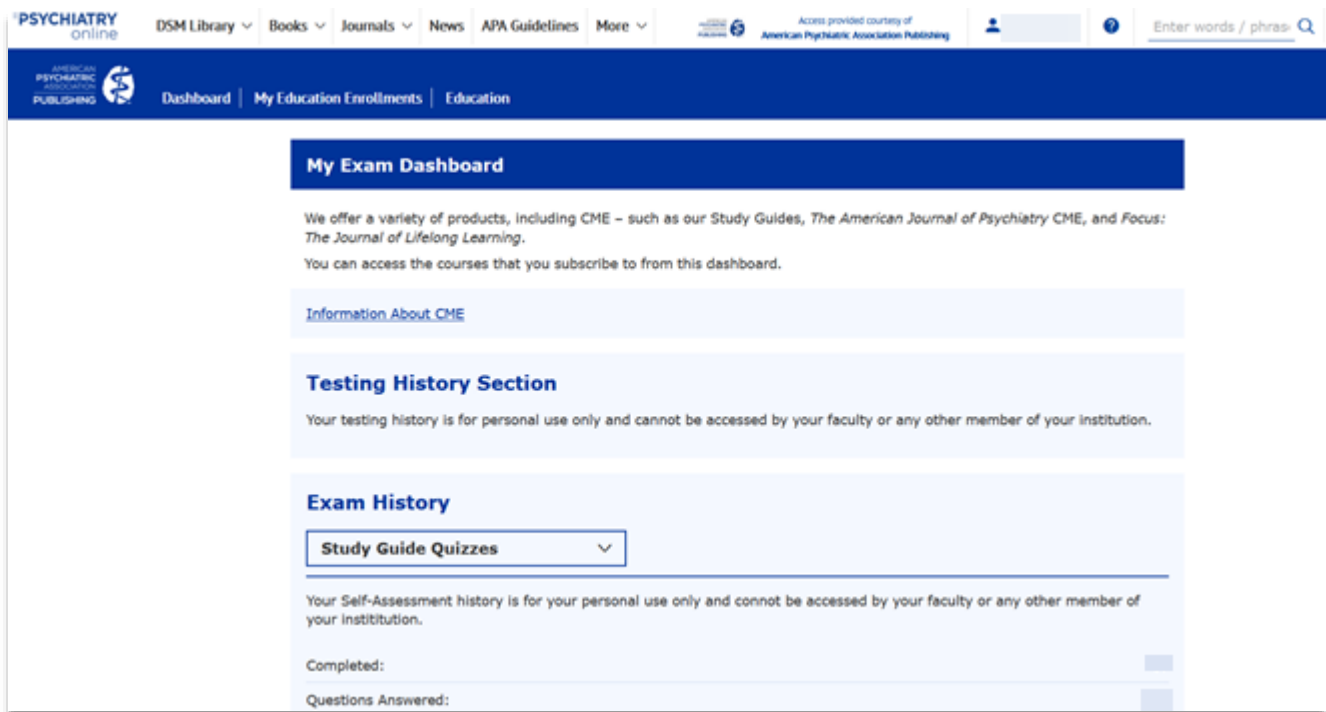 PSYCHIATRY
online
DSM Library Books Journals News APA Guidelines More
Access provided courtesy of
American Psychiatric Association Publishing
Enter words / phras
AMERICAN
PSYCHIATRIC
ASSOCIATION
PUBLISHING
Dashboard | My Education Enrollments | Education
My Exam Dashboard
We offer a variety of products, including CME – such as our Study Guides, The American Journal of Psychiatry CME, and Focus:
The Journal of Lifelong Learning.
You can access the courses that you subscribe to from this dashboard.
Information About CME
Testing History Section
Your testing history is for personal use only and cannot be accessed by your faculty or any other member of your institution.
Exam History
Study Guide Quizzes
Your Self-Assessment history is for your personal use only and connot be accessed by your faculty or any other member of
your instititution.
Completed:
Questions Answered: